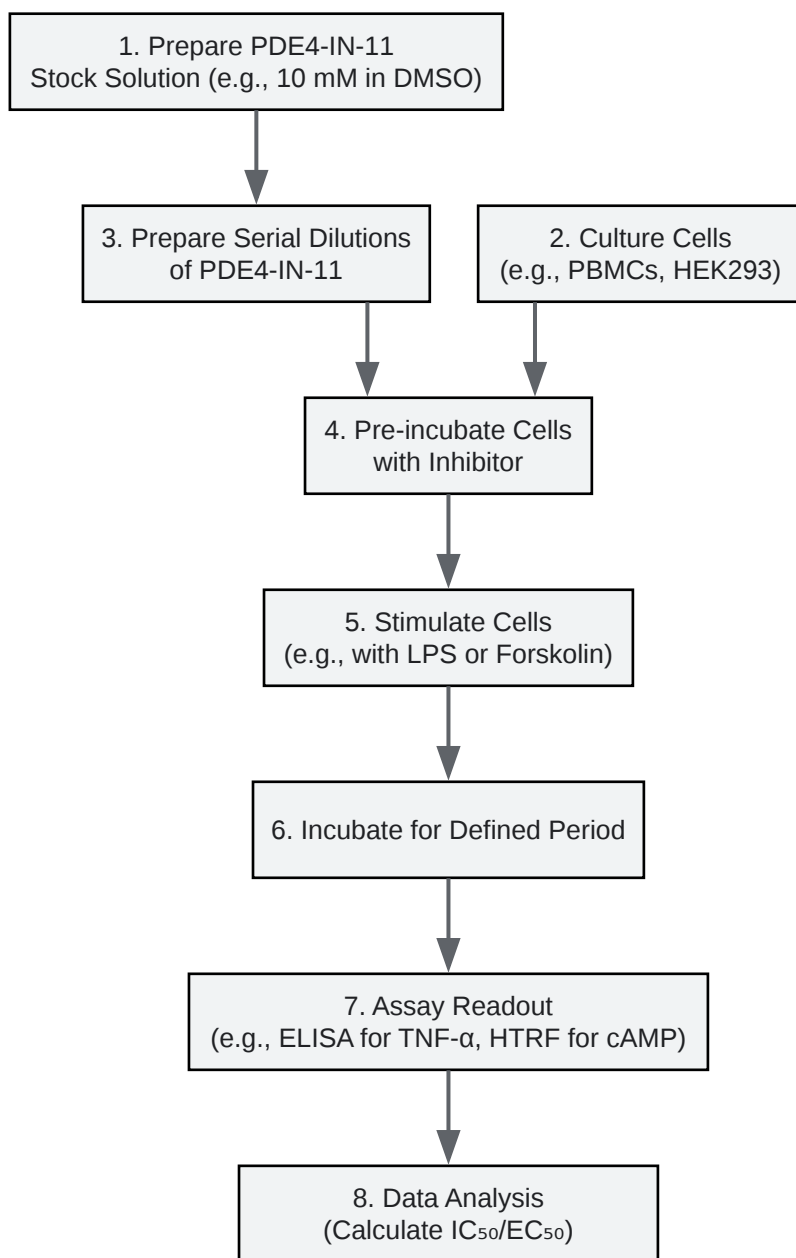 1. Prepare PDE4-IN-11
Stock Solution (e.g., 10 mM in DMSO)
3. Prepare Serial Dilutions
of PDE4-IN-11
2. Culture Cells
(e.g., PBMCs, HEK293)
4. Pre-incubate Cells
with Inhibitor
5. Stimulate Cells
(e.g., with LPS or Forskolin)
6. Incubate for Defined Period
7. Assay Readout
(e.g., ELISA for TNF-α, HTRF for cAMP)
8. Data Analysis
(Calculate IC₅₀/EC₅₀)